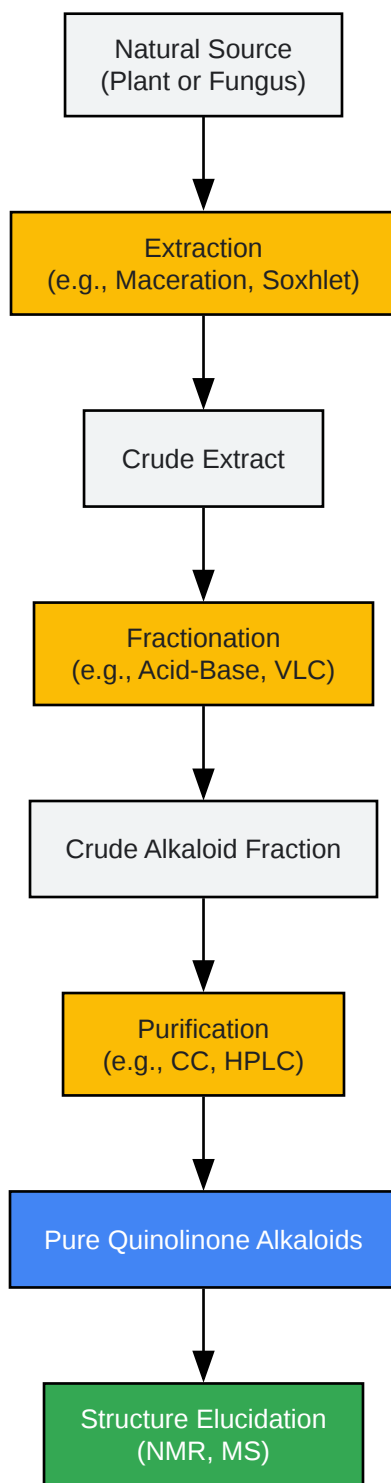 Natural Source
(Plant or Fungus)
Extraction
(e.g., Maceration, Soxhlet)
Crude Extract
Fractionation
(e.g., Acid-Base, VLC)
Crude Alkaloid Fraction
Purification
(e.g., CC, HPLC)
Pure Quinolinone Alkaloids
Structure Elucidation
(NMR, MS)